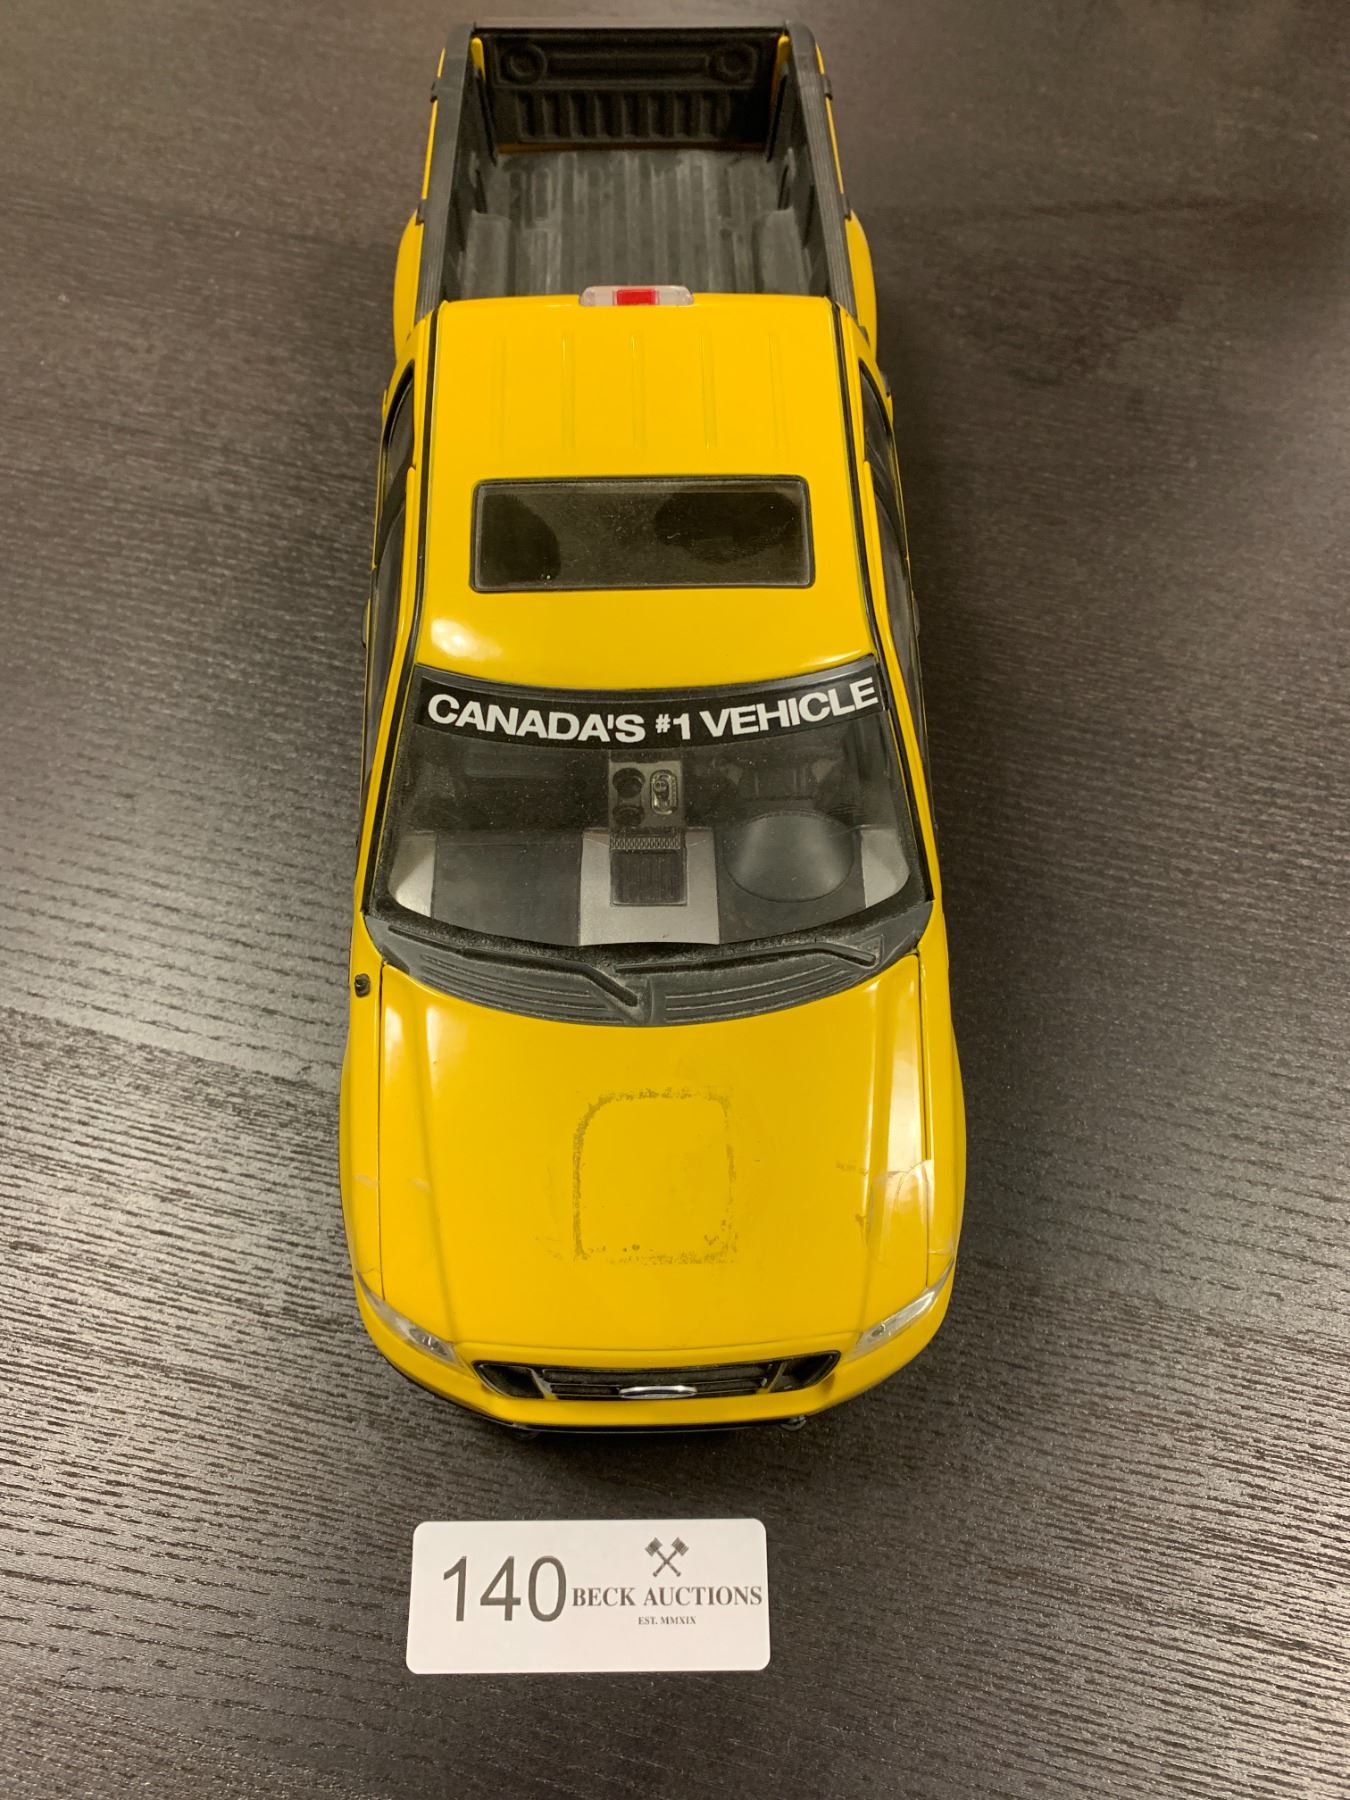 CANADA'S #1 VEHICLE
140
BECK AUCTIONS
EST. MMXIX